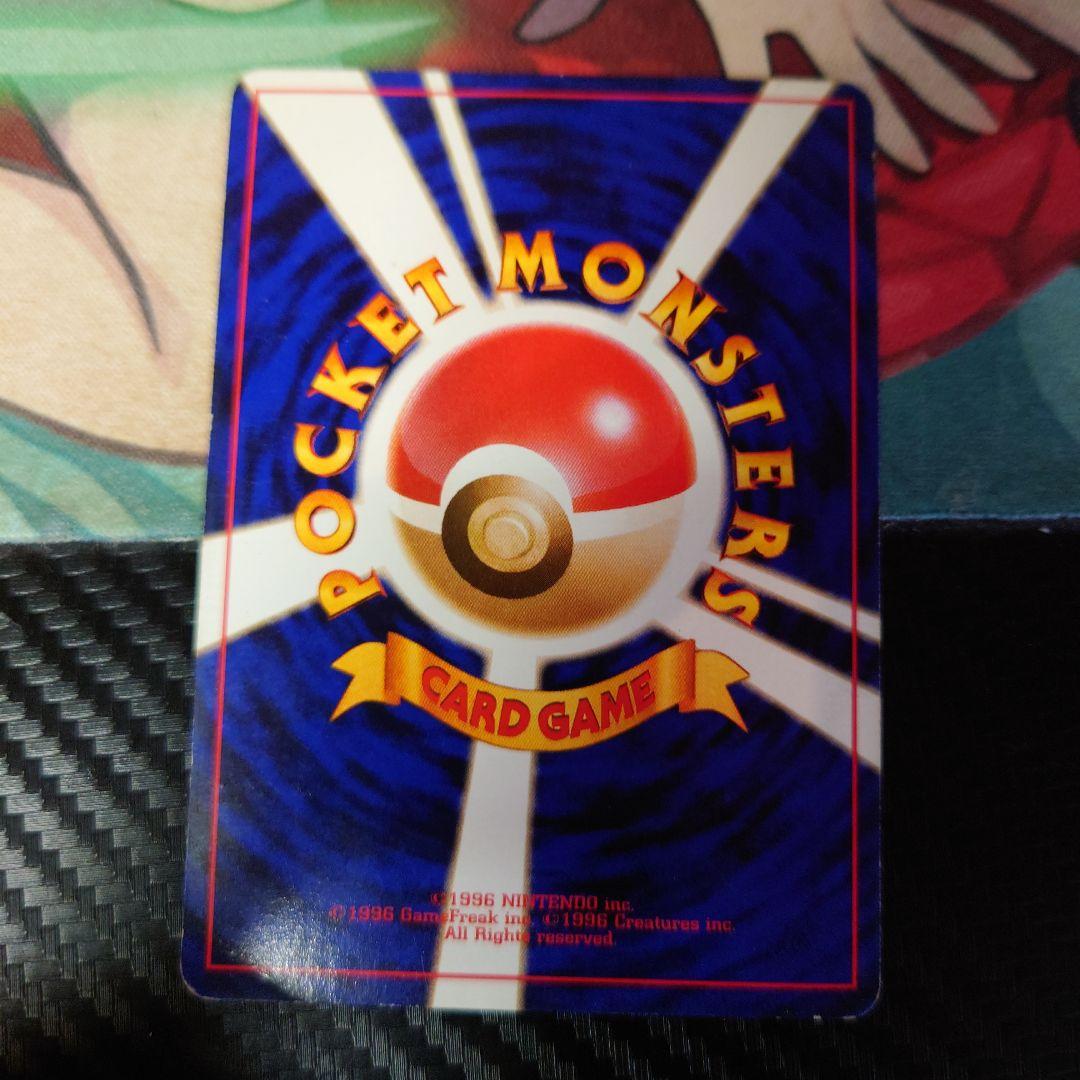 POCKET MONSTERS
CARD GAME
©1996 NINTENDO inc.
©1996 GameFreak inc. ©1996 Creatures inc.
All Rights reserved.